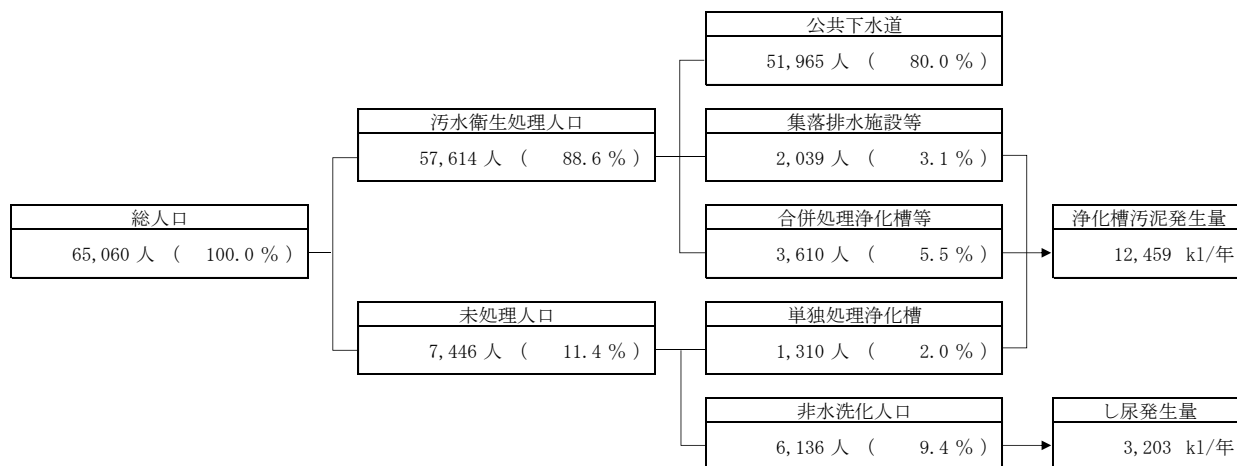 公共下水道
51,965 人 ( 80.0 % )
汚水衛生処理人口
57,614 人 ( 88.6 % )
集落排水施設等
2,039 人 ( 3.1 % )
総人口
65,060 人 ( 100.0 % )
合併処理浄化槽等
3,610 人 ( 5.5 % )
浄化槽汚泥発生量
12,459 kl/年
未処理人口
7,446 人 ( 11.4 % )
単独処理浄化槽
1,310 人 ( 2.0 % )
非水洗化人口
6,136 人 ( 9.4 % )
し尿発生量
3,203 kl/年